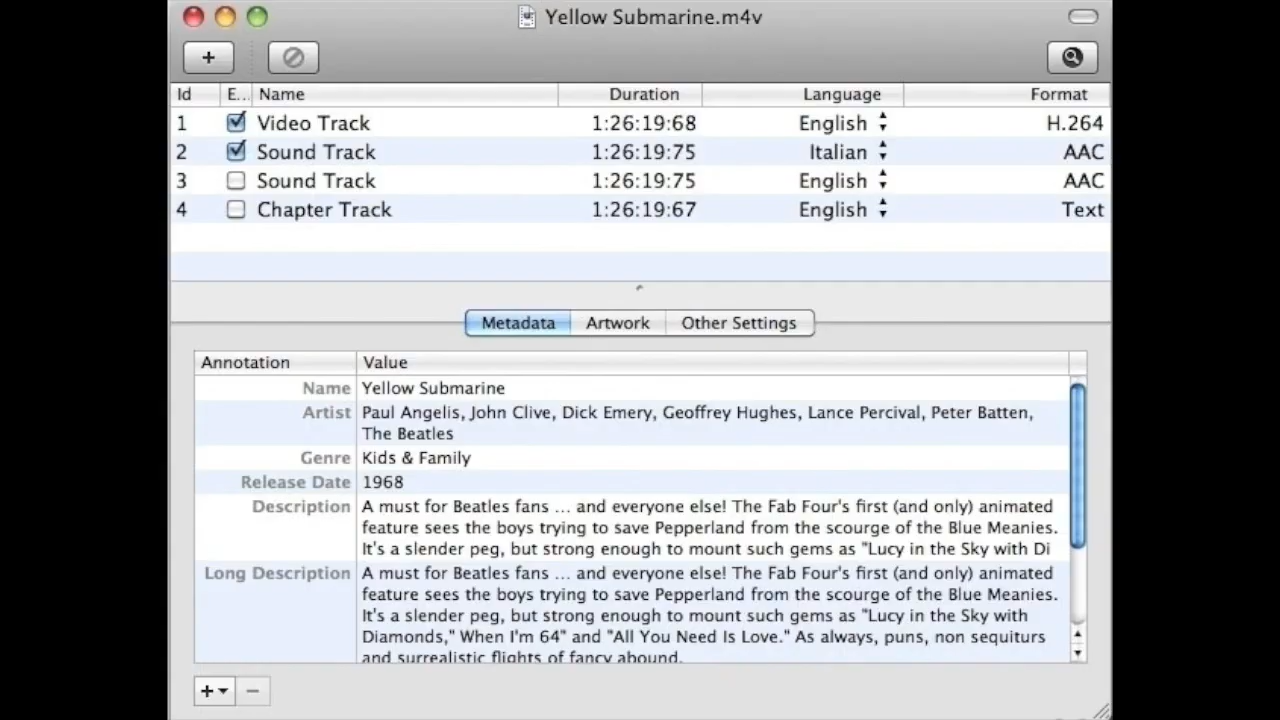 Yellow Submarine.m4v
+
Id E... Name Duration Language Format
1 Video Track 1:26:19:68 English H.264
2 Sound Track 1:26:19:75 Italian AAC
3 Sound Track 1:26:19:75 English AAC
4 Chapter Track 1:26:19:67 English Text
Metadata Artwork Other Settings
Annotation Value
Name Yellow Submarine
Artist Paul Angelis, John Clive, Dick Emery, Geoffrey Hughes, Lance Percival, Peter Batten,
The Beatles
Genre Kids & Family
Release Date 1968
Description A must for Beatles fans ... and everyone else! The Fab Four's first (and only) animated
feature sees the boys trying to save Pepperland from the scourge of the Blue Meanies.
It's a slender peg, but strong enough to mount such gems as "Lucy in the Sky with Di
Long Description A must for Beatles fans ... and everyone else! The Fab Four's first (and only) animated
feature sees the boys trying to save Pepperland from the scourge of the Blue Meanies.
It's a slender peg, but strong enough to mount such gems as "Lucy in the Sky with
Diamonds," When I'm 64" and "All You Need Is Love." As always, puns, non sequiturs
and surrealistic flights of fancy abound.
+ −